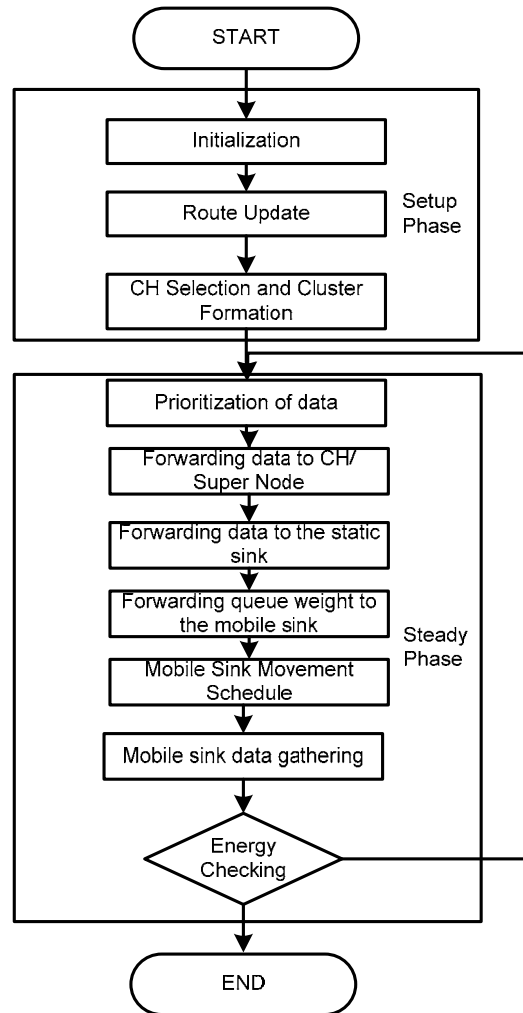 START
Initialization
Route Update
Setup
Phase
CH Selection and Cluster
Formation
Prioritization of data
Forwarding data to CH/
Super Node
Forwarding data to the static
sink
Forwarding queue weight to
the mobile sink
Steady
Phase
Mobile Sink Movement
Schedule
Mobile sink data gathering
Energy
Checking
END